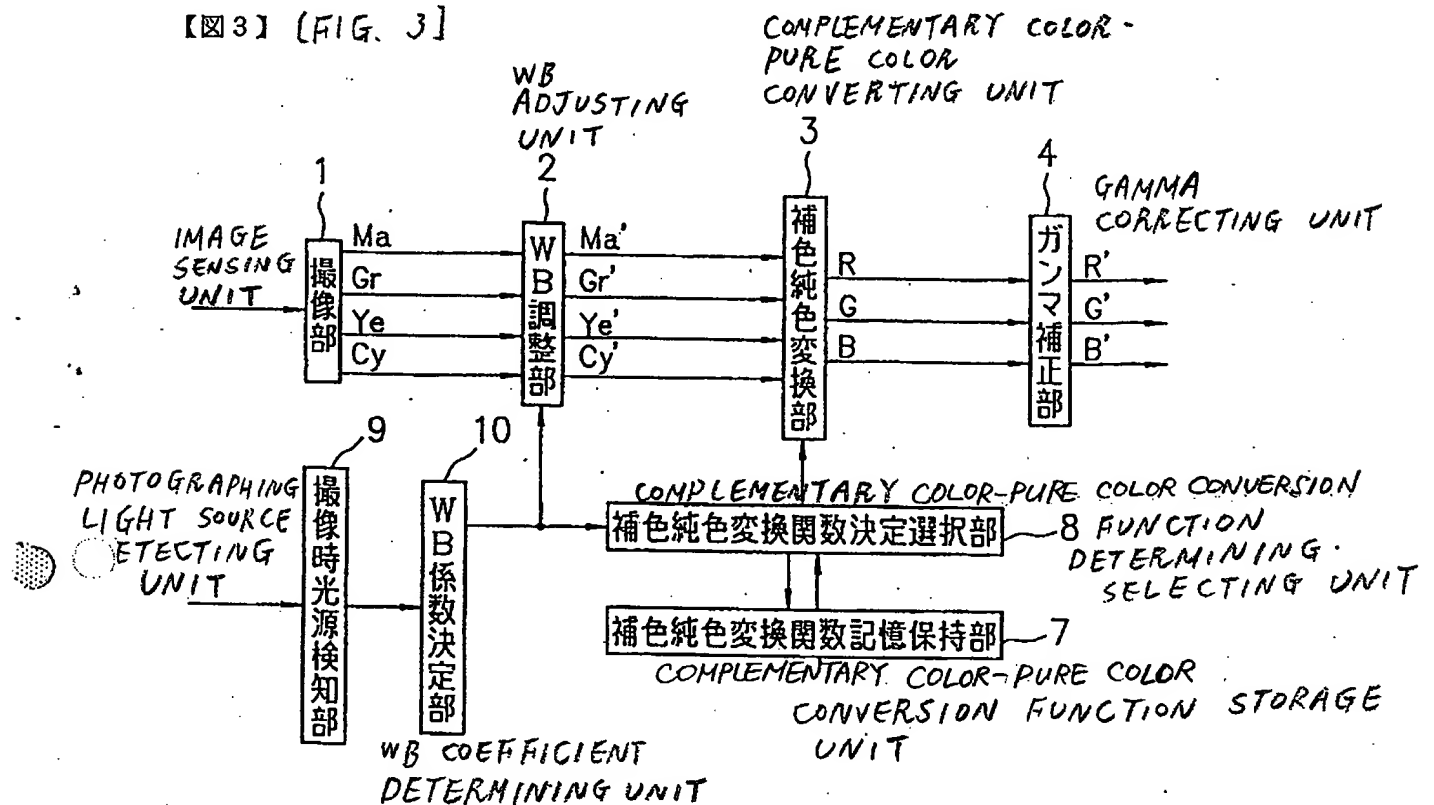 【図3】 [FIG. 3]
COMPLEMENTARY COLOR-
PURE COLOR
CONVERTING UNIT
WB
ADJUSTING
UNIT
1
2
3
4
GAMMA
CORRECTING UNIT
IMAGE
SENSING
UNIT
撮像部
Ma
Gr
Ye
Cy
WB調整部
Ma'
Gr'
Ye'
Cy'
補色純色変換部
R
G
B
ガンマ補正部
R'
G'
B'
9
10
PHOTOGRAPHING
LIGHT SOURCE
ETECTING
UNIT
撮像時光源検知部
WB係数決定部
COMPLEMENTARY COLOR-PURE COLOR CONVERSION
補色純色変換関数決定選択部
8 FUNCTION
DETERMINING·
SELECTING UNIT
補色純色変換関数記憶保持部
7
COMPLEMENTARY COLOR-PURE COLOR
CONVERSION FUNCTION STORAGE
UNIT
WB COEFFICIENT
DETERMINING UNIT